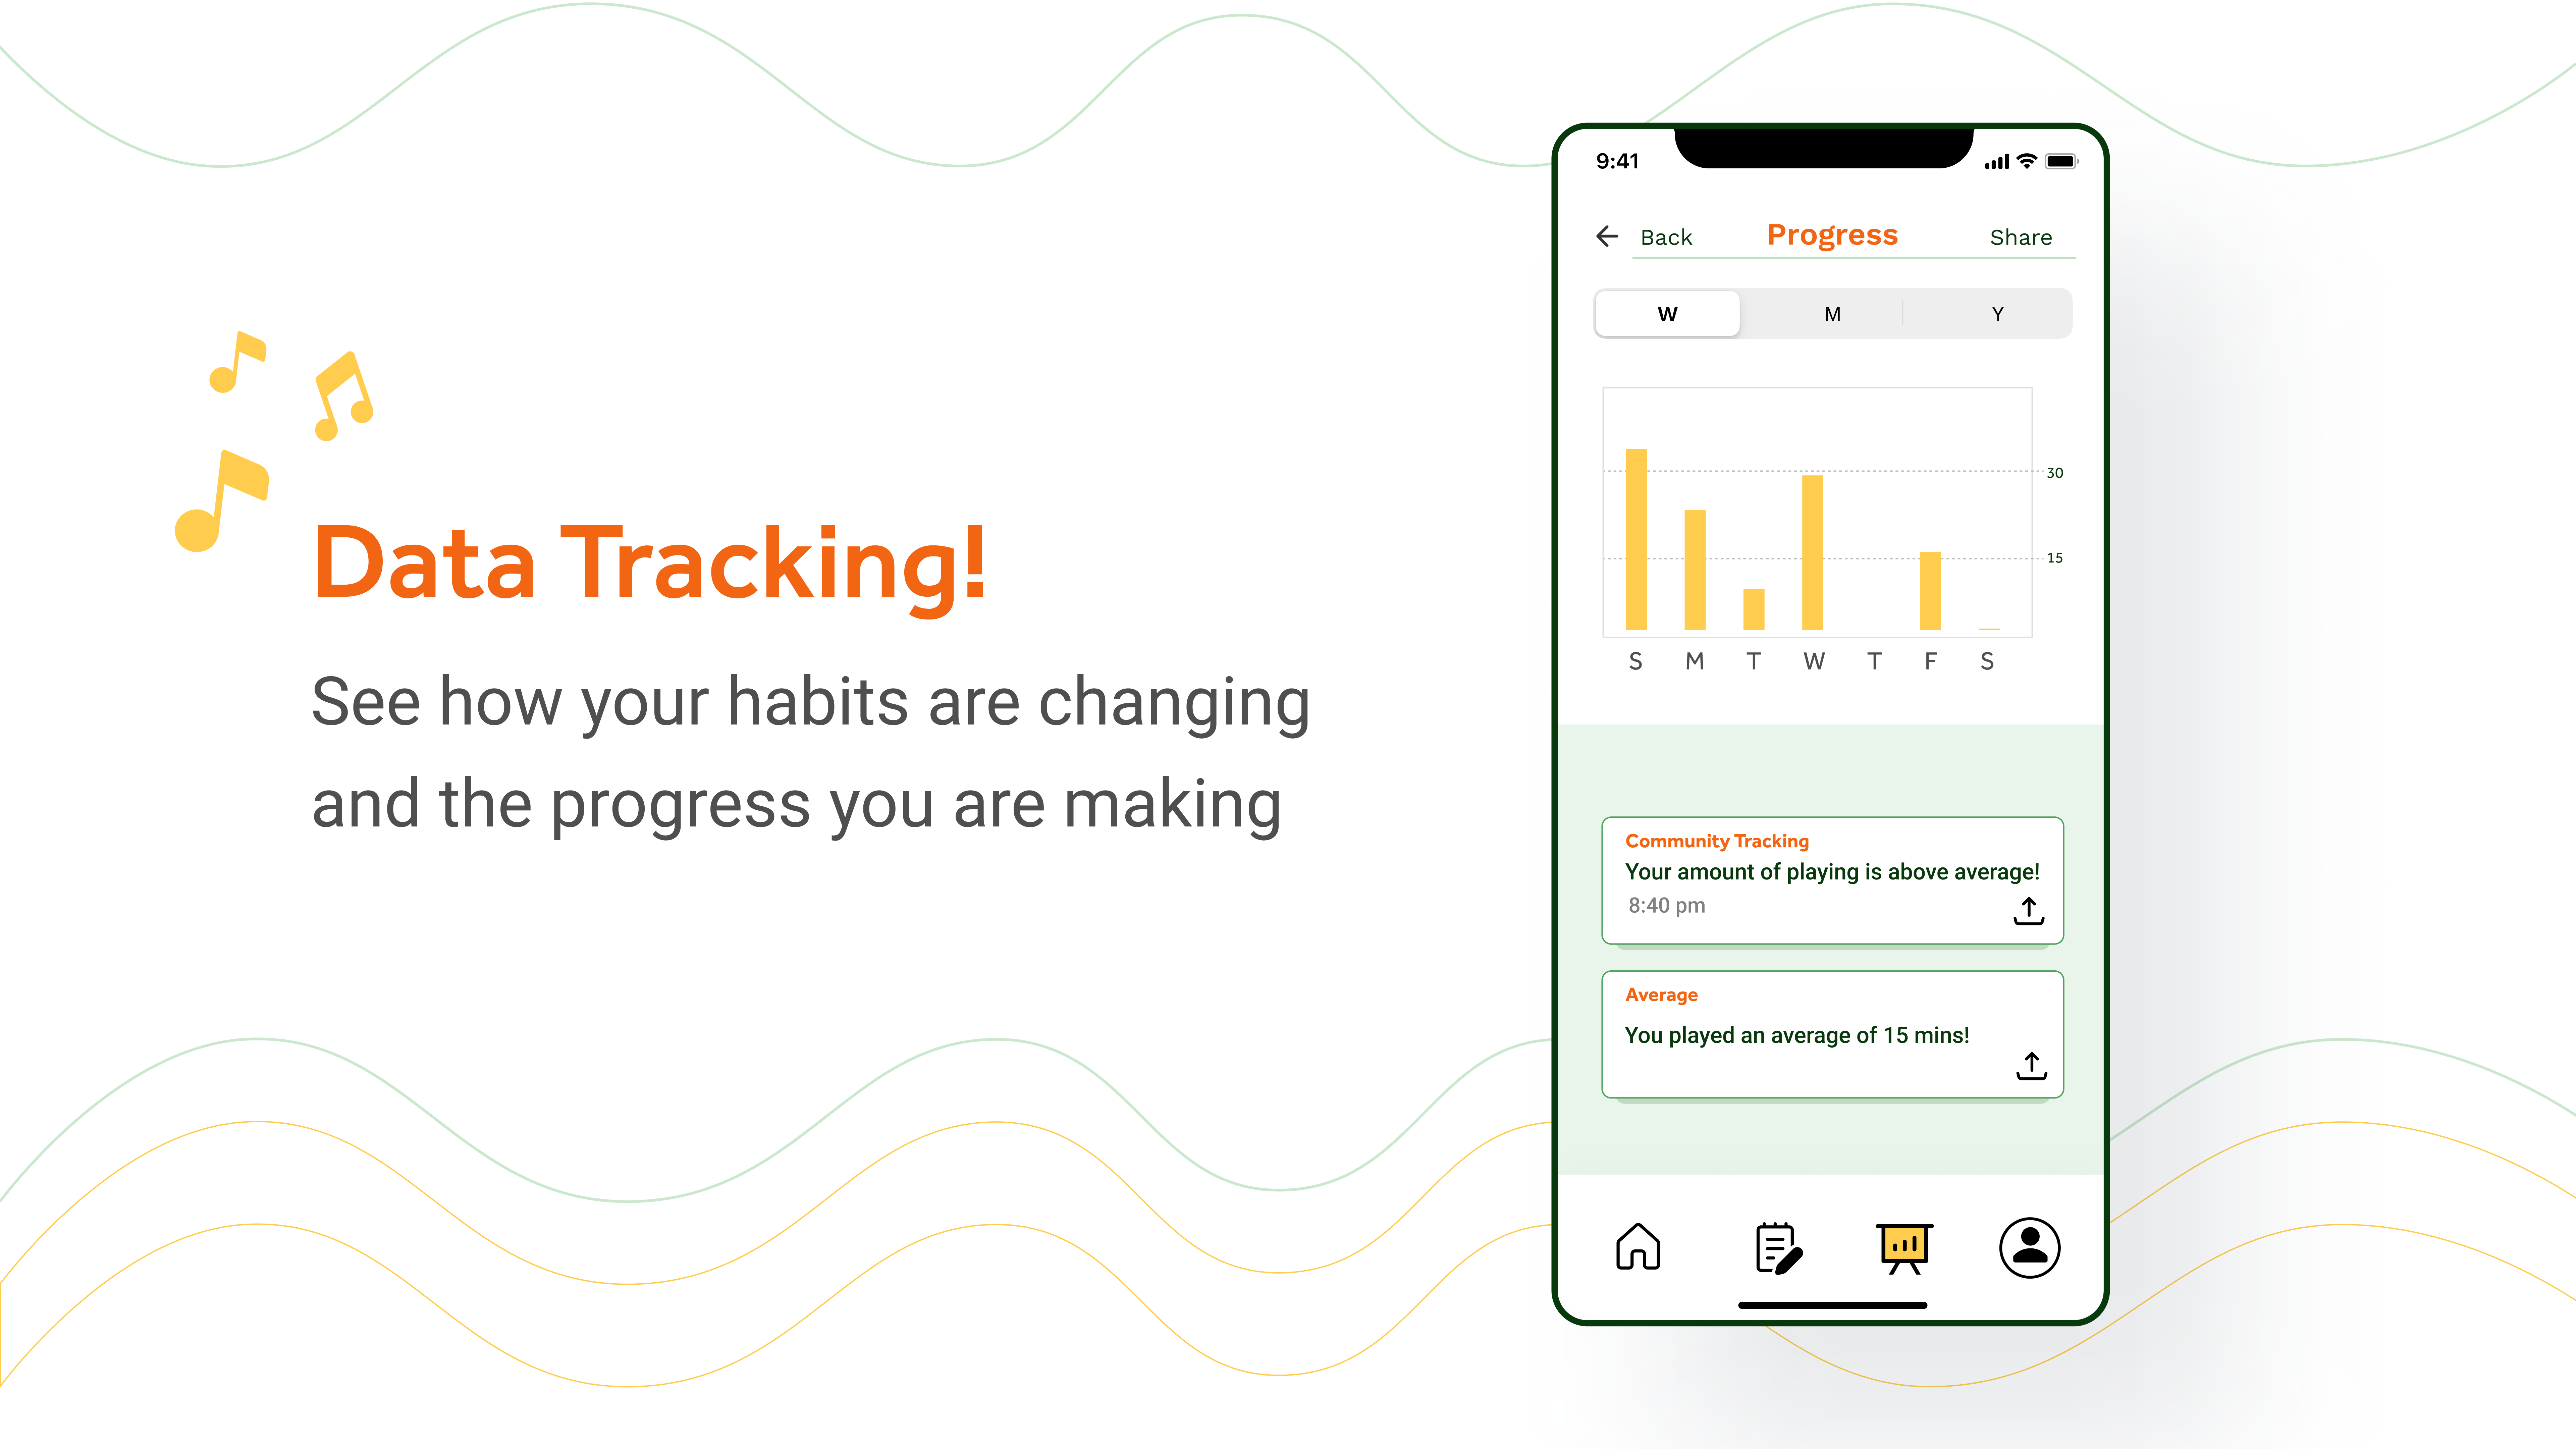 Data Tracking!
See how your habits are changing
and the progress you are making
9:41
Back Progress Share
W M Y
30
15
S M T W T F S
Community Tracking
Your amount of playing is above average!
8:40 pm
Average
You played an average of 15 mins!